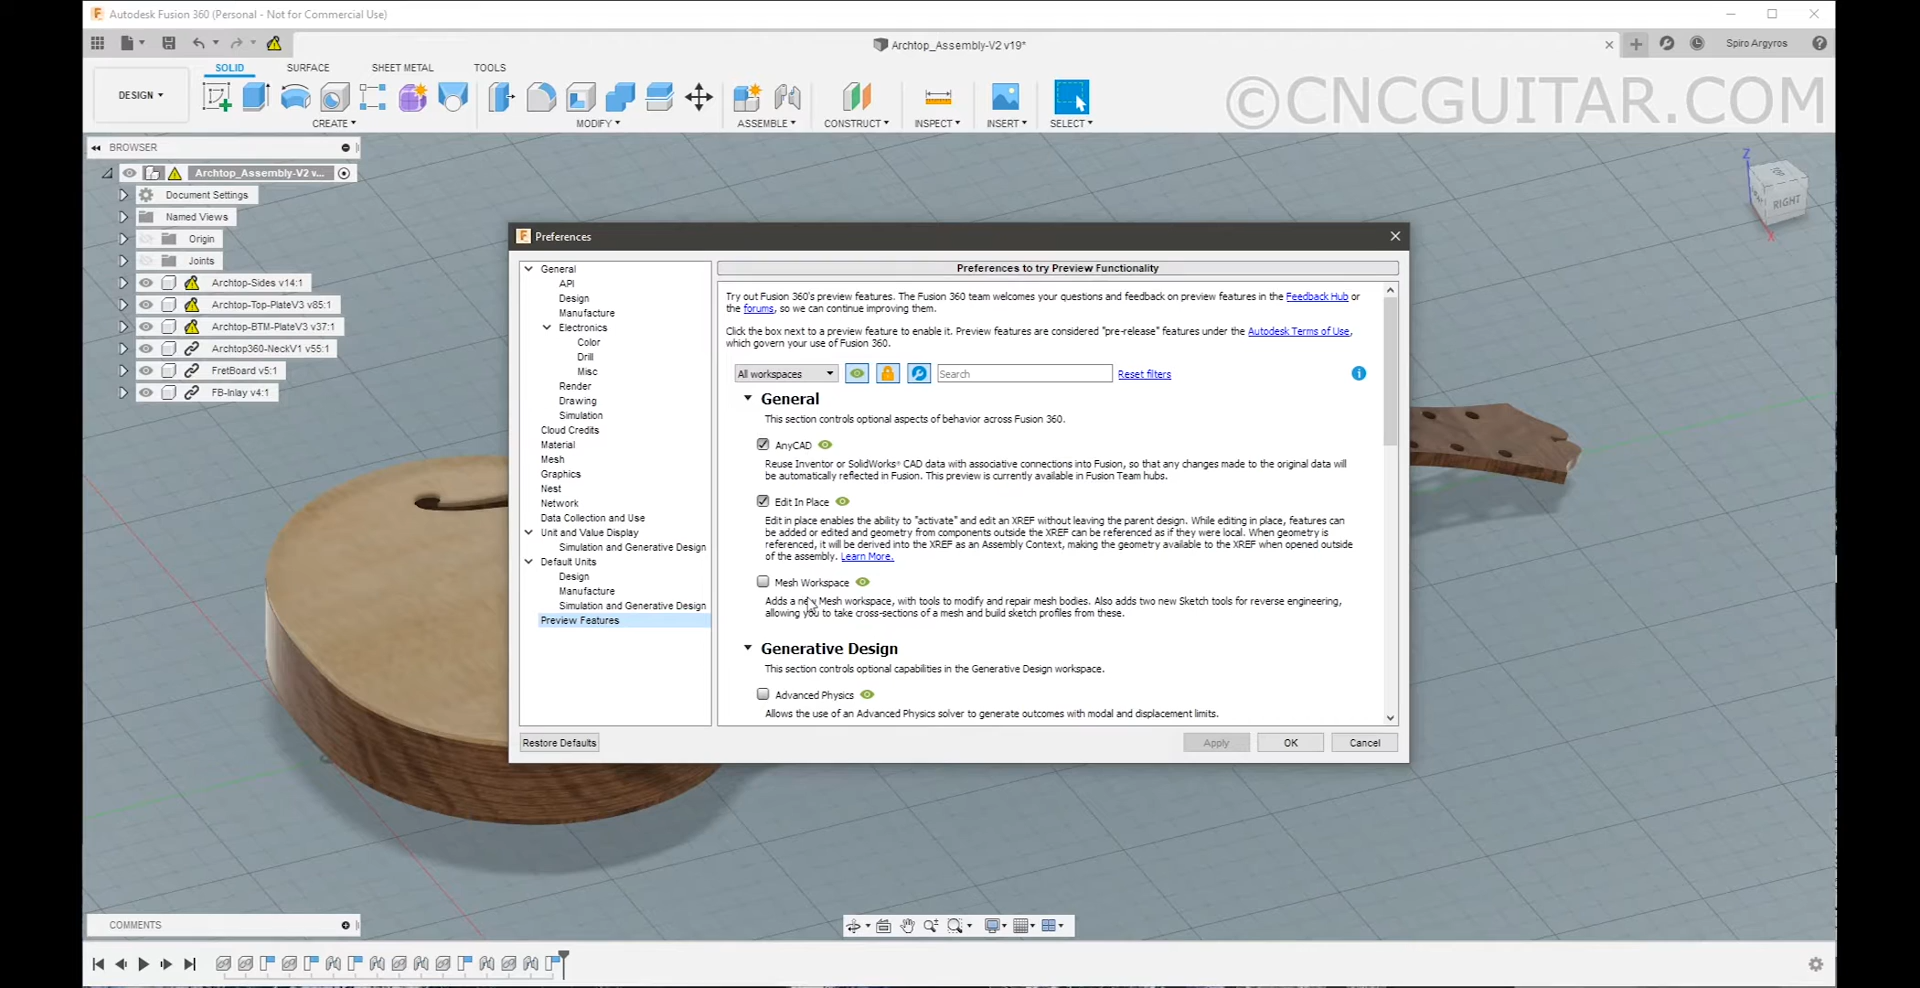 Autodesk Fusion 360 (Personal - Not for Commercial Use)
Archtop_Assembly-V2 v19*
Spiro Argyros
SOLID
SURFACE
SHEET METAL
TOOLS
DESIGN
CREATE
MODIFY
ASSEMBLE
CONSTRUCT
INSPECT
INSERT
SELECT
©CNCGUITAR.COM
BROWSER
Archtop_Assembly-V2 v...
Document Settings
Named Views
Origin
Joints
Archtop-Sides v14:1
Archtop-Top-PlateV3 v85:1
Archtop-BTM-PlateV3 v37:1
Archtop360-NeckV1 v55:1
FretBoard v5:1
FB-Inlay v4:1
Z
TOP
RIGHT
X
Preferences
General
API
Design
Manufacture
Electronics
Color
Drill
Misc
Render
Drawing
Simulation
Cloud Credits
Material
Mesh
Graphics
Nest
Network
Data Collection and Use
Unit and Value Display
Simulation and Generative Design
Default Units
Design
Manufacture
Simulation and Generative Design
Preview Features
Preferences to try Preview Functionality
Try out Fusion 360's preview features. The Fusion 360 team welcomes your questions and feedback on preview features in the Feedback Hub or
the forums, so we can continue improving them.
Click the box next to a preview feature to enable it. Preview features are considered "pre-release" features under the Autodesk Terms of Use,
which govern your use of Fusion 360.
All workspaces
Search
Reset filters
General
This section controls optional aspects of behavior across Fusion 360.
AnyCAD
Reuse Inventor or SolidWorks® CAD data with associative connections into Fusion, so that any changes made to the original data will
be automatically reflected in Fusion. This preview is currently available in Fusion Team hubs.
Edit In Place
Edit in place enables the ability to "activate" and edit an XREF without leaving the parent design. While editing in place, features can
be added or edited and geometry from components outside the XREF can be referenced as if they were local. When geometry is
referenced, it will be derived into the XREF as an Assembly Context, making the geometry available to the XREF when opened outside
of the assembly. Learn More.
Mesh Workspace
Adds a new Mesh workspace, with tools to modify and repair mesh bodies. Also adds two new Sketch tools for reverse engineering,
allowing you to take cross-sections of a mesh and build sketch profiles from these.
Generative Design
This section controls optional capabilities in the Generative Design workspace.
Advanced Physics
Allows the use of an Advanced Physics solver to generate outcomes with modal and displacement limits.
Restore Defaults
Apply
OK
Cancel
COMMENTS